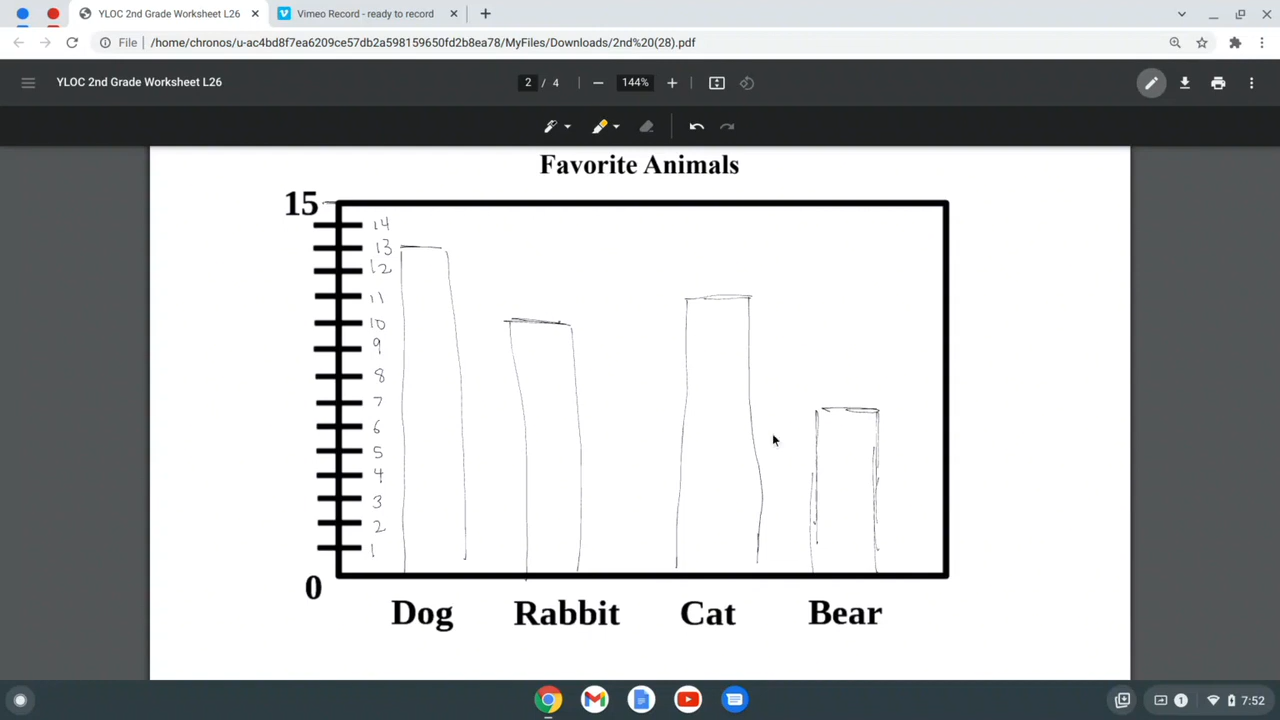 YLOC 2nd Grade Worksheet L26
Vimeo Record - ready to record
File /home/chronos/u-ac4bd8f7ea6209ce57db2a598159650fd2b8ea78/MyFiles/Downloads/2nd%20(28).pdf
YLOC 2nd Grade Worksheet L26
2 / 4
144%
Favorite Animals
15
14
13
12
11
10
9
8
7
6
5
4
3
2
1
0
Dog Rabbit Cat Bear
1 7:52